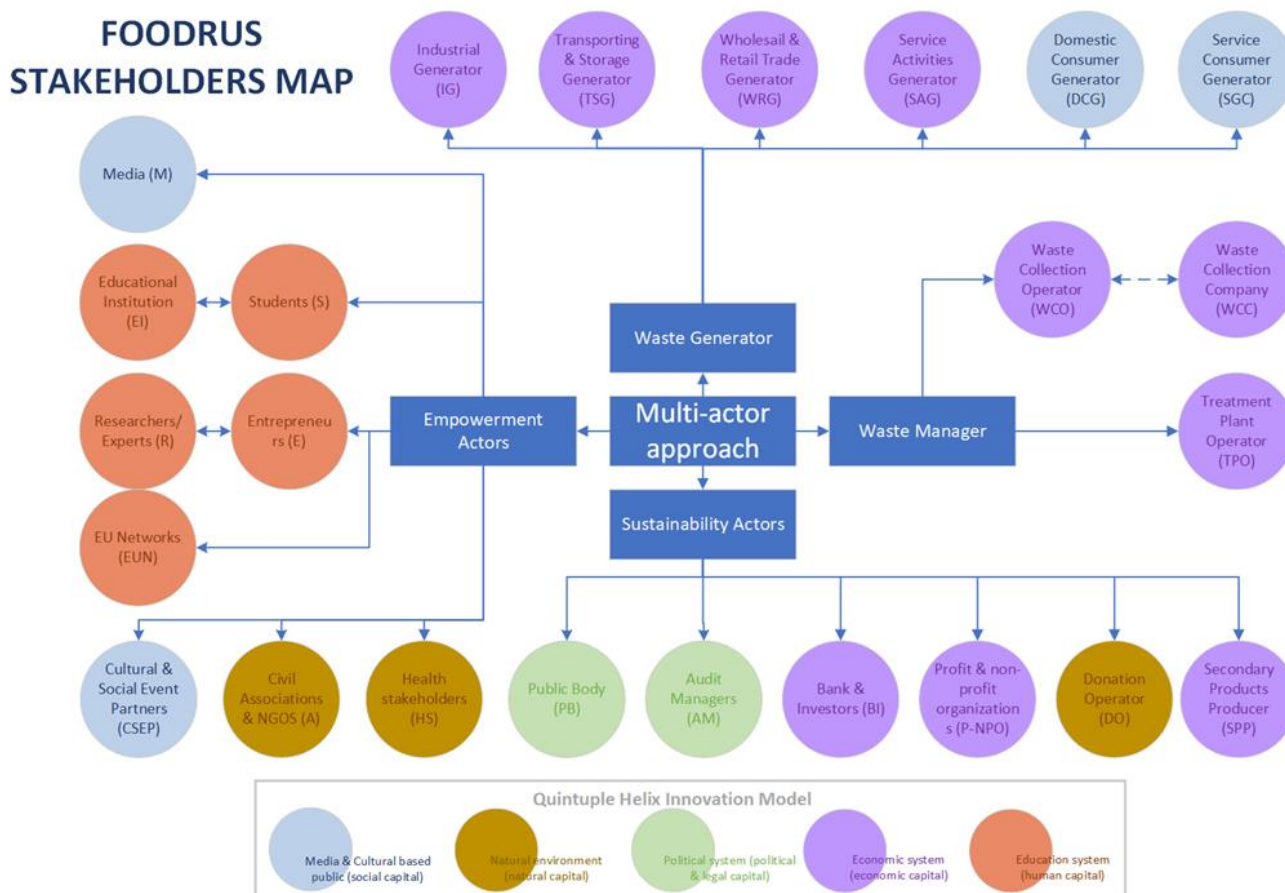 FOODRUS
STAKEHOLDERS MAP
Industrial
Generator
(IG)
Transporting
& Storage
Generator
(TSG)
Wholesail &
Retail Trade
Generator
(WRG)
Service
Activities
Generator
(SAG)
Domestic
Consumer
Generator
(DCG)
Service
Consumer
Generator
(SGC)
Media (M)
Educational
Institution
(EI)
Students (S)
Waste
Collection
Operator
(WCO)
Waste
Collection
Company
(WCC)
Waste Generator
Researchers/
Experts (R)
Entrepreneu
rs (E)
Empowerment
Actors
Multi-actor
approach
Waste Manager
Treatment
Plant
Operator
(TPO)
Sustainability Actors
EU Networks
(EUN)
Cultural &
Social Event
Partners
(CSEP)
Civil
Associations
& NGOS (A)
Health
stakeholders
(HS)
Public Body
(PB)
Audit
Managers
(AM)
Bank &
Investors (BI)
Profit & non-
profit
organization
s (P-NPO)
Donation
Operator
(DO)
Secondary
Products
Producer
(SPP)
Quintuple Helix Innovation Model
Media & Cultural based
public (social capital)
Natural environment
(natural capital)
Political system (political
& legal capital)
Economic system
(economic capital)
Education system
(human capital)